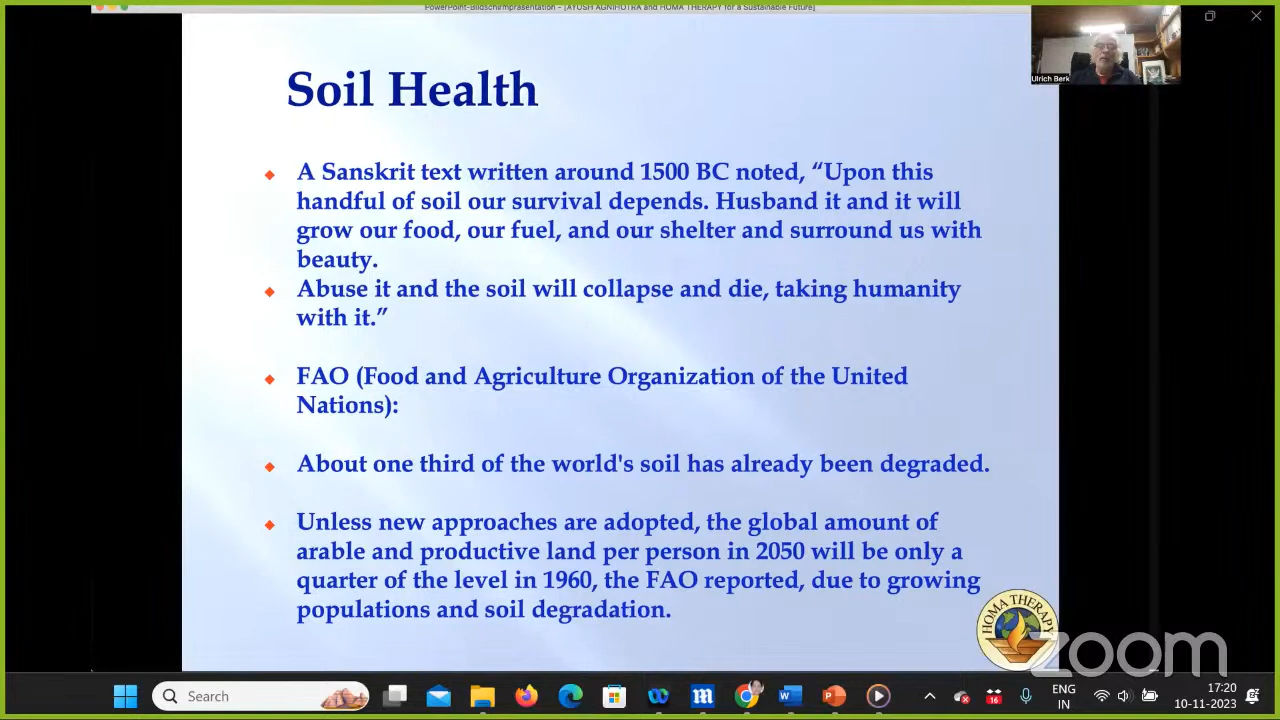 PowerPoint-Bildschirmpräsentation - [AYUSH AGNIHOTRA and HOMA THERAPY for a Sustainable Future]
Ulrich Berk
Soil Health
A Sanskrit text written around 1500 BC noted, “Upon this
handful of soil our survival depends. Husband it and it will
grow our food, our fuel, and our shelter and surround us with
beauty.
Abuse it and the soil will collapse and die, taking humanity
with it.”
FAO (Food and Agriculture Organization of the United
Nations):
About one third of the world's soil has already been degraded.
Unless new approaches are adopted, the global amount of
arable and productive land per person in 2050 will be only a
quarter of the level in 1960, the FAO reported, due to growing
populations and soil degradation.
HOMA THERAPY
zoom
Search
16
ENG
IN
17:20
10-11-2023